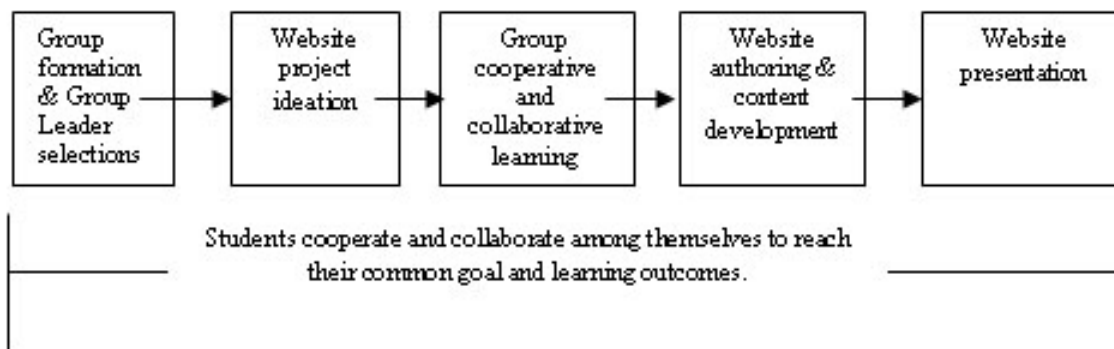 Group
formation
& Group
Leader
selections
Website
project
ideation
Group
cooperative
and
collaborative
learning
Website
authoring &
content
development
Website
presentation
Students cooperate and collaborate among themselves to reach
their common goal and learning outcomes.